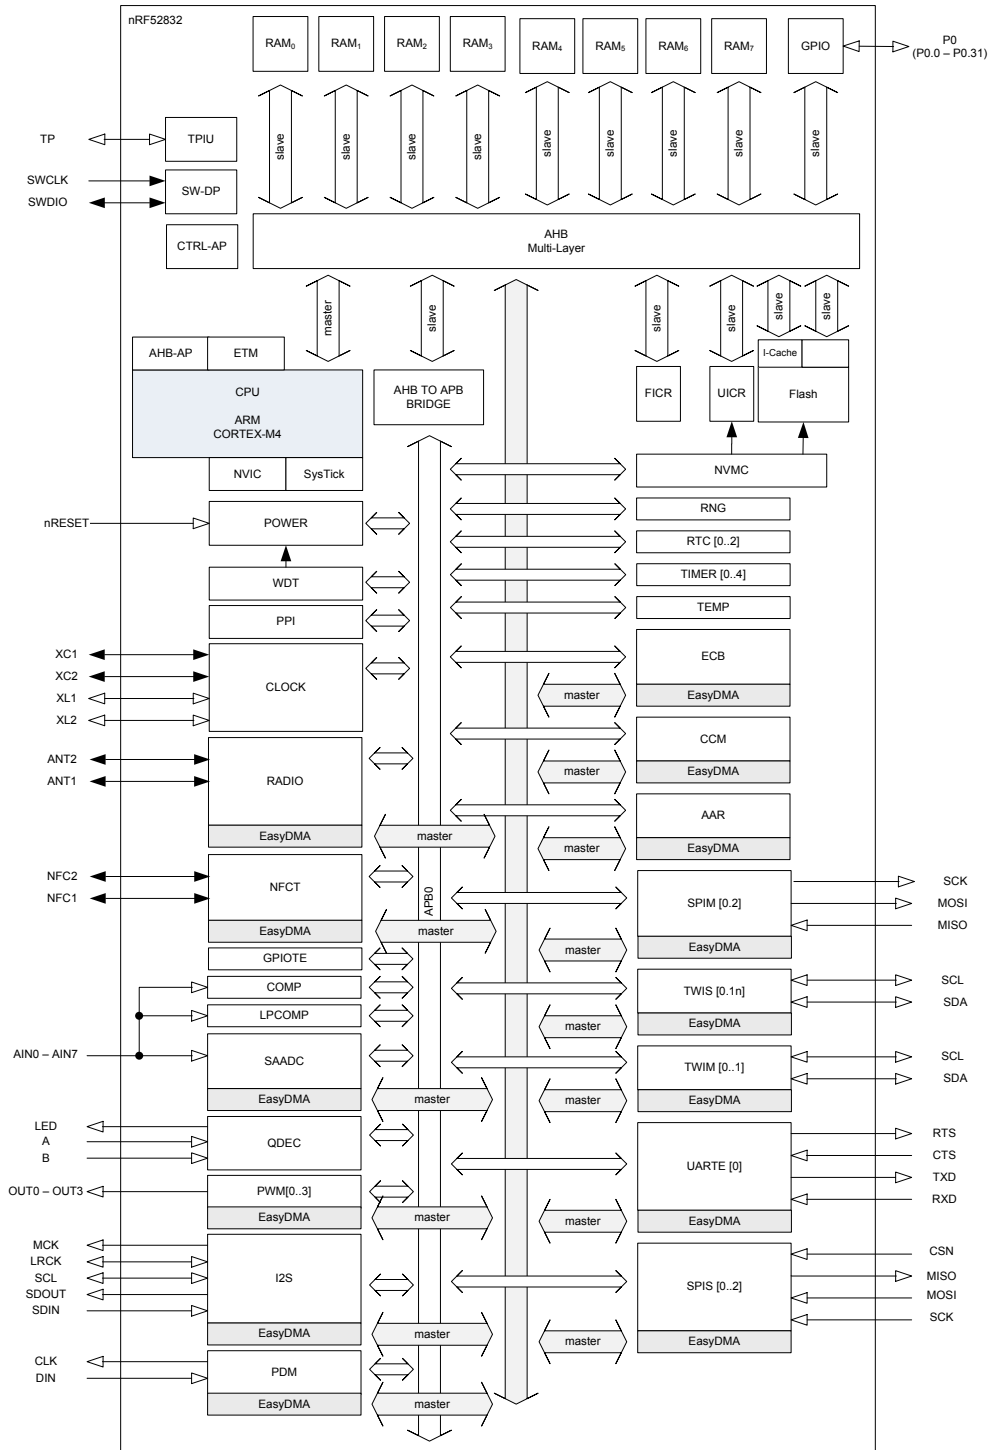 nRF52832
RAM0
RAM1
RAM2
RAM3
RAM4
RAM5
RAM6
RAM7
GPIO
P0
(P0.0 – P0.31)
slave
slave
slave
slave
slave
slave
slave
slave
slave
TP
TPIU
SWCLK
SWDIO
SW-DP
CTRL-AP
AHB
Multi-Layer
master
slave
slave
slave
slave
slave
AHB-AP
ETM
CPU
ARM
CORTEX-M4
NVIC
SysTick
AHB TO APB
BRIDGE
FICR
UICR
I-Cache
Flash
NVMC
nRESET
POWER
RNG
RTC [0..2]
WDT
TIMER [0..4]
PPI
TEMP
XC1
XC2
XL1
XL2
CLOCK
ECB
master
EasyDMA
ANT2
ANT1
RADIO
EasyDMA
master
CCM
master
EasyDMA
AAR
master
EasyDMA
NFC2
NFC1
NFCT
EasyDMA
master
APB0
SPIM [0.2]
master
EasyDMA
SCK
MOSI
MISO
GPIOTE
COMP
LPCOMP
AIN0 – AIN7
SAADC
EasyDMA
master
TWIS [0.1n]
master
EasyDMA
SCL
SDA
TWIM [0..1]
master
EasyDMA
SCL
SDA
LED
A
B
QDEC
OUT0 – OUT3
PWM[0..3]
EasyDMA
master
UARTE [0]
master
EasyDMA
RTS
CTS
TXD
RXD
MCK
LRCK
SCL
SDOUT
SDIN
I2S
EasyDMA
master
SPIS [0..2]
master
EasyDMA
CSN
MISO
MOSI
SCK
CLK
DIN
PDM
EasyDMA
master